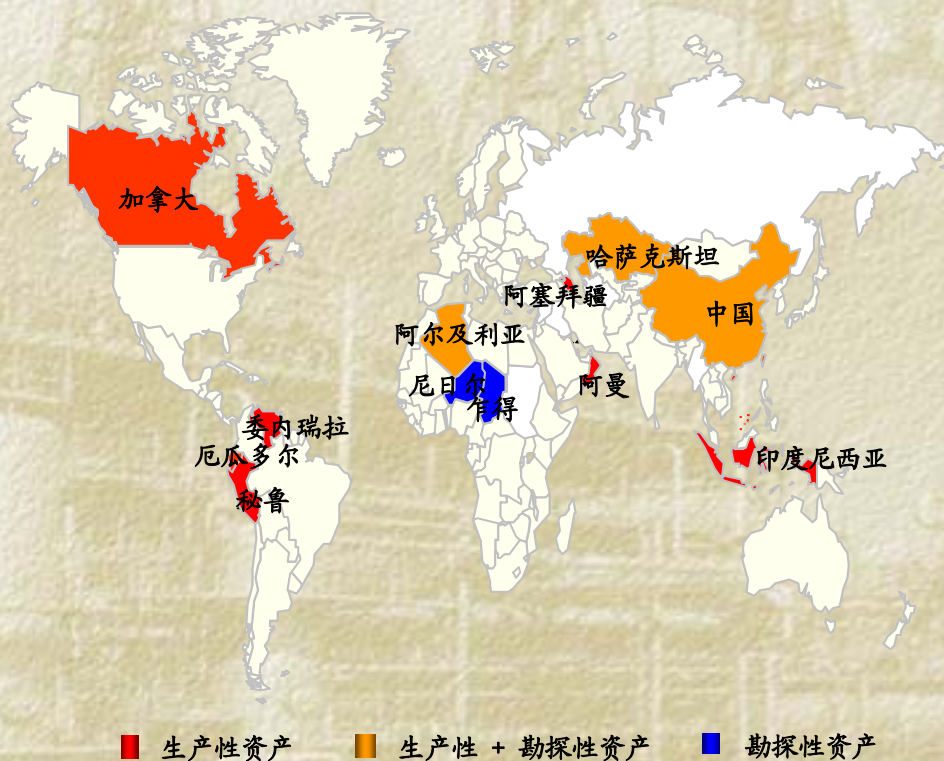 加拿大
哈萨克斯坦
阿塞拜疆
中国
阿尔及利亚
尼日尔
阿曼
乍得
委内瑞拉
厄瓜多尔
印度尼西亚
秘鲁
生产性资产
生产性 + 勘探性资产
勘探性资产